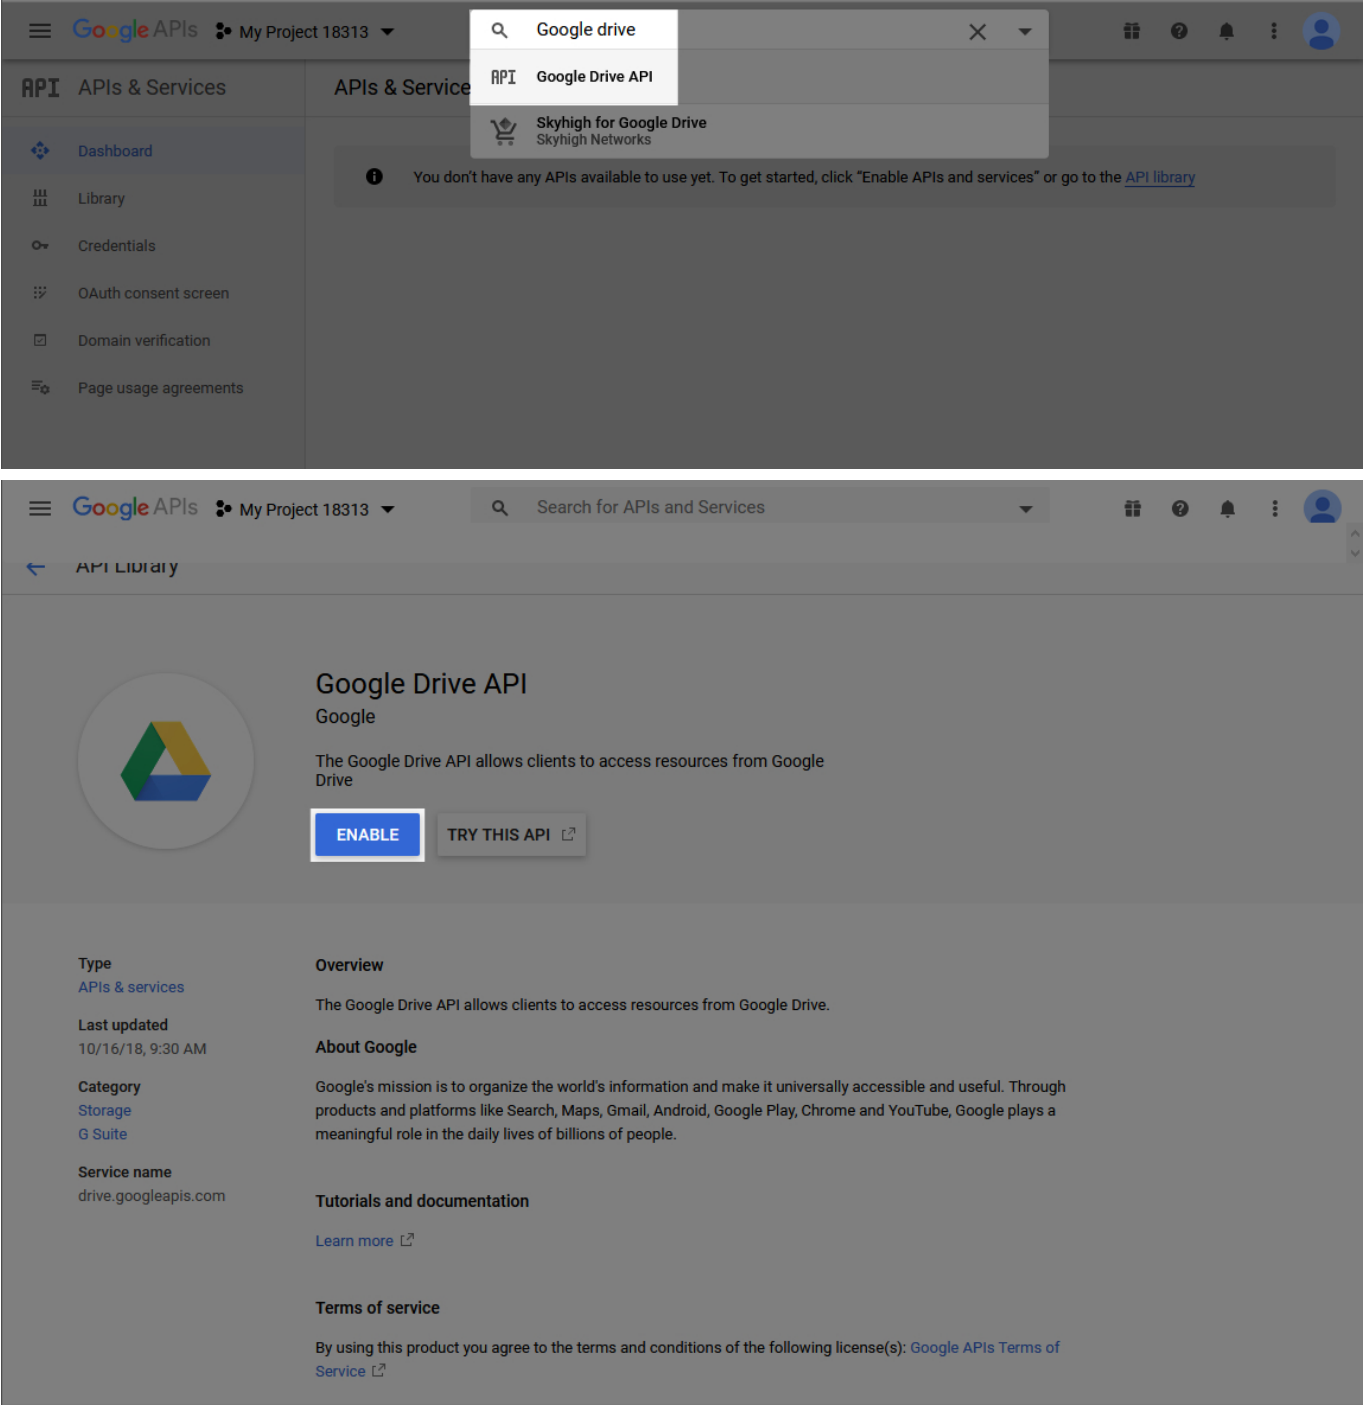 Google APIs My Project 18313 Google drive
API APIs & Services APIs & Service API Google Drive API
Skyhigh for Google Drive
Skyhigh Networks
Dashboard
You don't have any APIs available to use yet. To get started, click “Enable APIs and services” or go to the API library
Library
Credentials
OAuth consent screen
Domain verification
Page usage agreements
Google APIs My Project 18313 Search for APIs and Services
API Library
Google Drive API
Google
The Google Drive API allows clients to access resources from Google
Drive
ENABLE TRY THIS API
Type
APIs & services
Last updated
10/16/18, 9:30 AM
Category
Storage
G Suite
Service name
drive.googleapis.com
Overview
The Google Drive API allows clients to access resources from Google Drive.
About Google
Google's mission is to organize the world's information and make it universally accessible and useful. Through
products and platforms like Search, Maps, Gmail, Android, Google Play, Chrome and YouTube, Google plays a
meaningful role in the daily lives of billions of people.
Tutorials and documentation
Learn more
Terms of service
By using this product you agree to the terms and conditions of the following license(s): Google APIs Terms of
Service